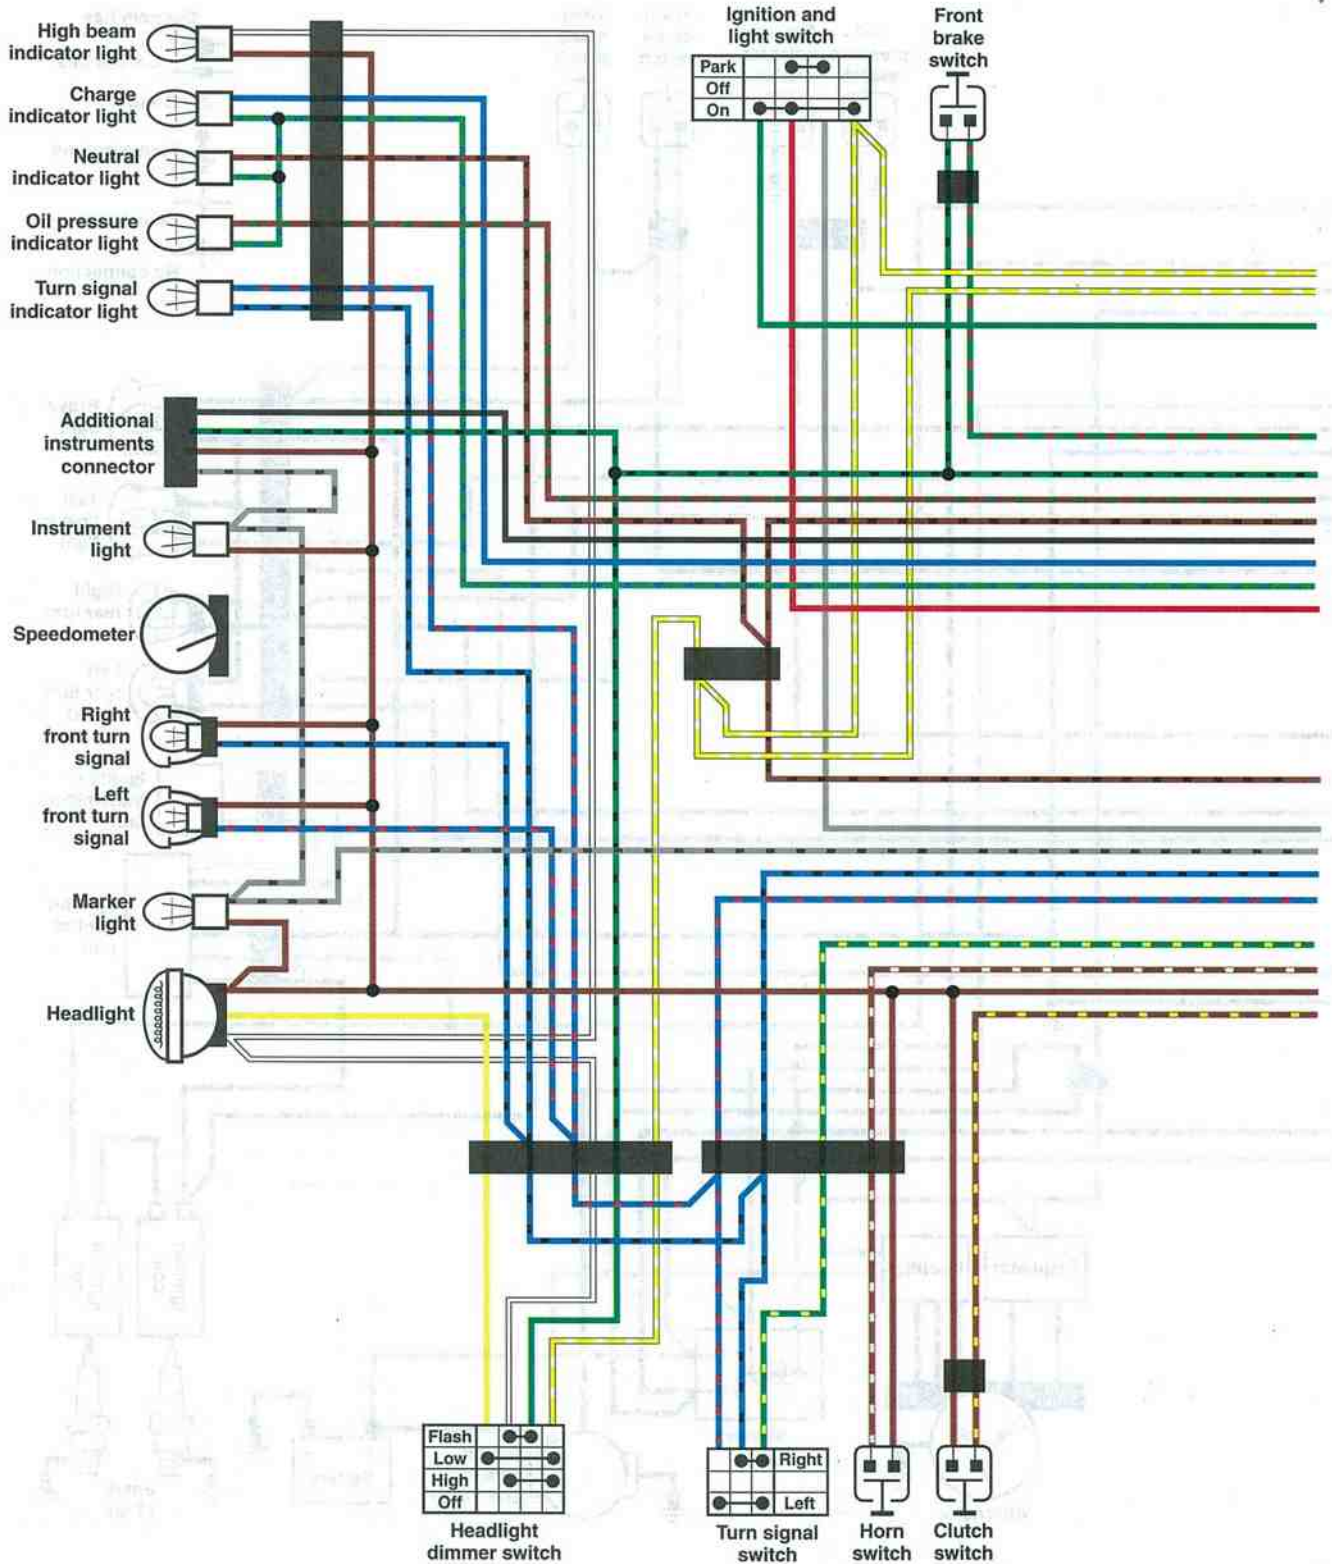 High beam
indicator light
Charge
indicator light
Neutral
indicator light
Oil pressure
indicator light
Turn signal
indicator light
Additional
instruments
connector
Instrument
light
Speedometer
Right
front turn
signal
Left
front turn
signal
Marker
light
Headlight
Ignition and
light switch
Park
Off
On
Front
brake
switch
Flash
Low
High
Off
Headlight
dimmer switch
Right
Left
Turn signal
switch
Horn
switch
Clutch
switch